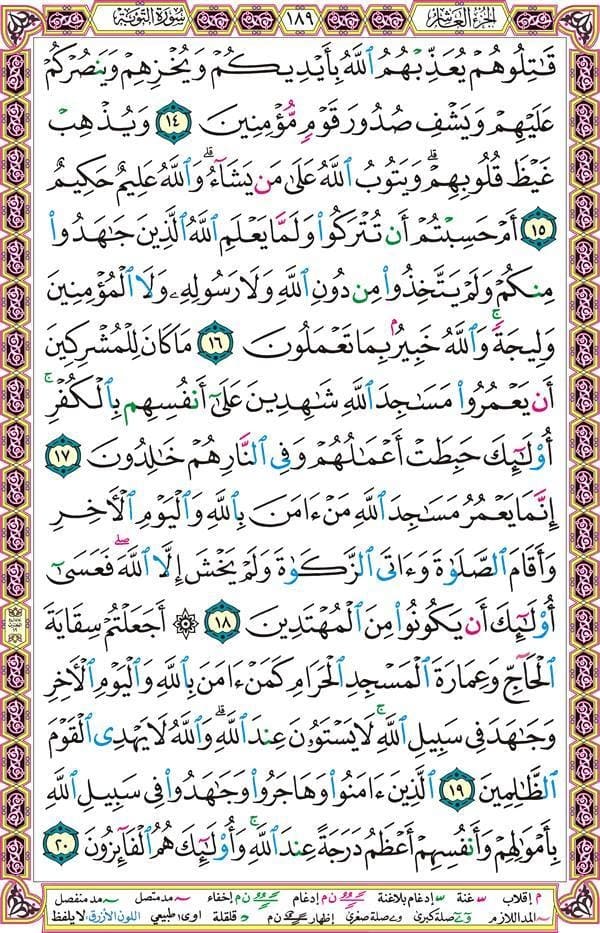 الجزء العاشر ١٨٩ سورة التوبة
قَٰتِلُوهُمۡ يُعَذِّبۡهُمُ ٱللَّهُ بِأَيۡدِيكُمۡ وَيُخۡزِهِمۡ وَيَنصُرۡكُمۡ
عَلَيۡهِمۡ وَيَشۡفِ صُدُورَ قَوۡمٖ مُّؤۡمِنِينَ ١٤ وَيُذۡهِبۡ
غَيۡظَ قُلُوبِهِمۡۗ وَيَتُوبُ ٱللَّهُ عَلَىٰ مَن يَشَآءُۗ وَٱللَّهُ عَلِيمٌ حَكِيمٌ
١٥ أَمۡ حَسِبۡتُمۡ أَن تُتۡرَكُواْ وَلَمَّا يَعۡلَمِ ٱللَّهُ ٱلَّذِينَ جَٰهَدُواْ
مِنكُمۡ وَلَمۡ يَتَّخِذُواْ مِن دُونِ ٱللَّهِ وَلَا رَسُولِهِۦ وَلَا ٱلۡمُؤۡمِنِينَ
وَلِيجَةٗۚ وَٱللَّهُ خَبِيرُۢ بِمَا تَعۡمَلُونَ ١٦ مَا كَانَ لِلۡمُشۡرِكِينَ
أَن يَعۡمُرُواْ مَسَٰجِدَ ٱللَّهِ شَٰهِدِينَ عَلَىٰٓ أَنفُسِهِم بِٱلۡكُفۡرِۚ
أُوْلَٰٓئِكَ حَبِطَتۡ أَعۡمَٰلُهُمۡ وَفِي ٱلنَّارِ هُمۡ خَٰلِدُونَ ١٧
إِنَّمَا يَعۡمُرُ مَسَٰجِدَ ٱللَّهِ مَنۡ ءَامَنَ بِٱللَّهِ وَٱلۡيَوۡمِ ٱلۡأٓخِرِ
وَأَقَامَ ٱلصَّلَوٰةَ وَءَاتَى ٱلزَّكَوٰةَ وَلَمۡ يَخۡشَ إِلَّا ٱللَّهَۖ فَعَسَىٰٓ
أُوْلَٰٓئِكَ أَن يَكُونُواْ مِنَ ٱلۡمُهۡتَدِينَ ١٨ ۞ أَجَعَلۡتُمۡ سِقَايَةَ
ٱلۡحَآجِّ وَعِمَارَةَ ٱلۡمَسۡجِدِ ٱلۡحَرَامِ كَمَنۡ ءَامَنَ بِٱللَّهِ وَٱلۡيَوۡمِ ٱلۡأٓخِرِ
وَجَٰهَدَ فِي سَبِيلِ ٱللَّهِۚ لَا يَسۡتَوُۥنَ عِندَ ٱللَّهِۗ وَٱللَّهُ لَا يَهۡدِي ٱلۡقَوۡمَ
ٱلظَّٰلِمِينَ ١٩ ٱلَّذِينَ ءَامَنُواْ وَهَاجَرُواْ وَجَٰهَدُواْ فِي سَبِيلِ ٱللَّهِ
بِأَمۡوَٰلِهِمۡ وَأَنفُسِهِمۡ أَعۡظَمُ دَرَجَةً عِندَ ٱللَّهِۚ وَأُوْلَٰٓئِكَ هُمُ ٱلۡفَآئِزُونَ ٢٠
م إقلاب غنة إدغام بلاغنة ن م إدغام ن م إخفاء مد متصل مد منفصل
المد اللازم و ے صلة كبرى و ے صلة صغرى إظهار ن م قلقلة اوى طبيعي اللون الأزرق: لا يلفظ